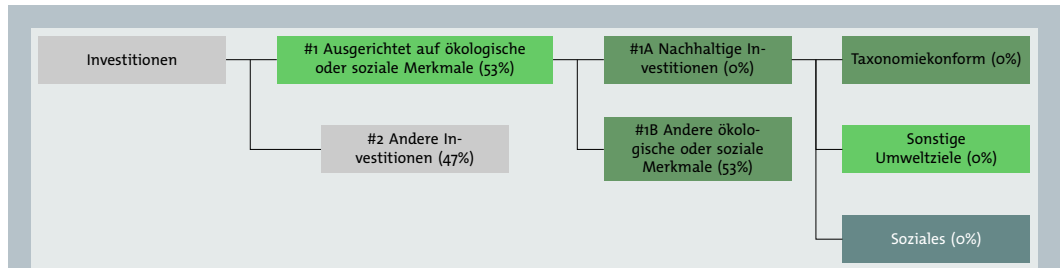 Investitionen
#1 Ausgerichtet auf ökologische
oder soziale Merkmale (53%)
#1A Nachhaltige In-
vestitionen (0%)
Taxonomiekonform (0%)
#2 Andere In-
vestitionen (47%)
#1B Andere ökolo-
gische oder soziale
Merkmale (53%)
Sonstige
Umweltziele (0%)
Soziales (0%)